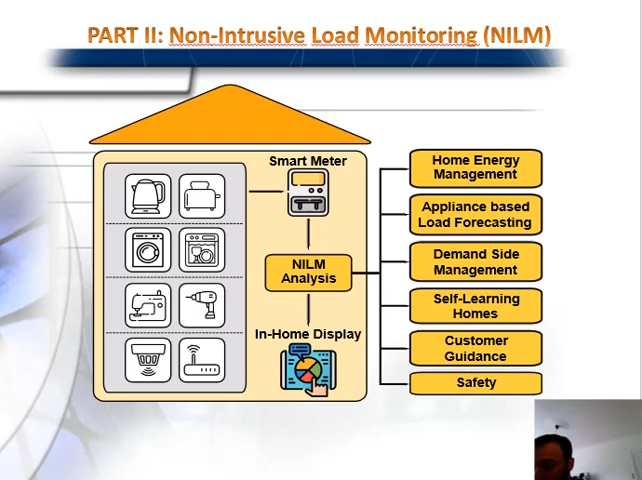 PART II: Non-Intrusive Load Monitoring (NILM)
Smart Meter
NILM
Analysis
In-Home Display
Home Energy
Management
Appliance based
Load Forecasting
Demand Side
Management
Self-Learning
Homes
Customer
Guidance
Safety